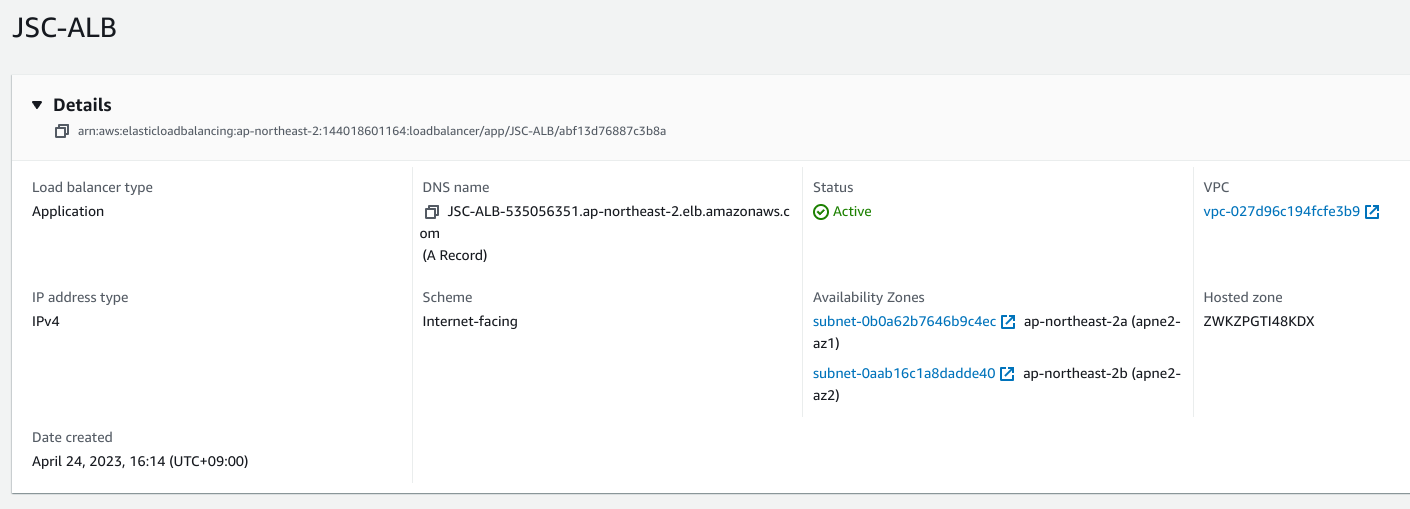 JSC-ALB
Details
arn:aws:elasticloadbalancing:ap-northeast-2:144018601164:loadbalancer/app/JSC-ALB/abf13d76887c3b8a
Load balancer type
Application
DNS name
JSC-ALB-535056351.ap-northeast-2.elb.amazonaws.c
om
(A Record)
Status
Active
VPC
vpc-027d96c194fcfe3b9
IP address type
IPv4
Scheme
Internet-facing
Availability Zones
subnet-0b0a62b7646b9c4ec ap-northeast-2a (apne2-
az1)
subnet-0aab16c1a8dadde40 ap-northeast-2b (apne2-
az2)
Hosted zone
ZWKZPGTI48KDX
Date created
April 24, 2023, 16:14 (UTC+09:00)